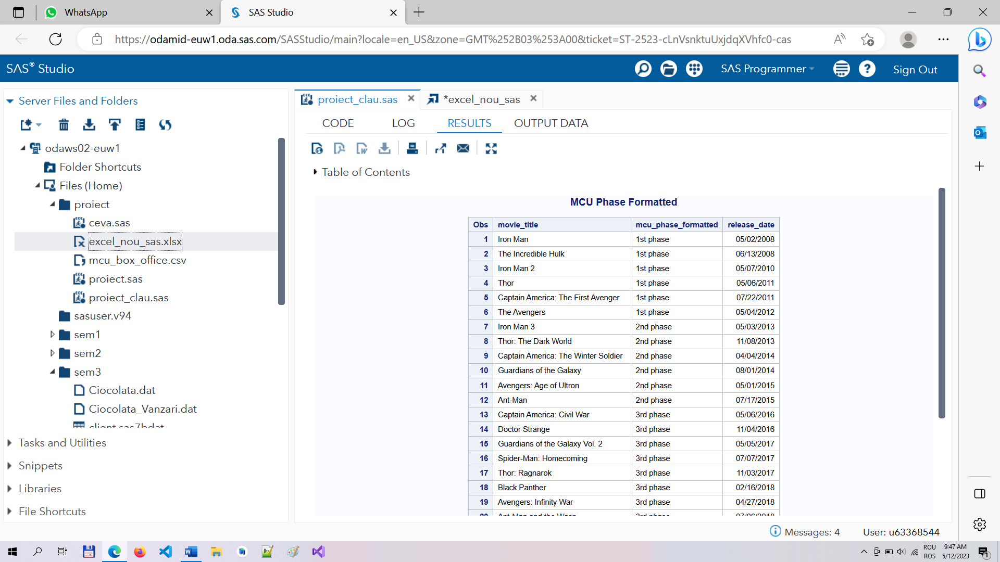 WhatsApp
SAS Studio
https://odamid-euw1.oda.sas.com/SASStudio/main?locale=en_US&zone=GMT%252B03%253A00&ticket=ST-2523-cLnVsnktuUxjdqXVhfc0-cas
SAS® Studio
SAS Programmer
Sign Out
Server Files and Folders
odaws02-euw1
Folder Shortcuts
Files (Home)
proiect
ceva.sas
excel_nou_sas.xlsx
mcu_box_office.csv
proiect.sas
proiect_clau.sas
sasuser.v94
sem1
sem2
sem3
Ciocolata.dat
Ciocolata_Vanzari.dat
client.sas7bdat
Tasks and Utilities
Snippets
Libraries
File Shortcuts
proiect_clau.sas
*excel_nou_sas
CODE LOG RESULTS OUTPUT DATA
Table of Contents
MCU Phase Formatted
Obs movie_title mcu_phase_formatted release_date
1 Iron Man 1st phase 05/02/2008
2 The Incredible Hulk 1st phase 06/13/2008
3 Iron Man 2 1st phase 05/07/2010
4 Thor 1st phase 05/06/2011
5 Captain America: The First Avenger 1st phase 07/22/2011
6 The Avengers 1st phase 05/04/2012
7 Iron Man 3 2nd phase 05/03/2013
8 Thor: The Dark World 2nd phase 11/08/2013
9 Captain America: The Winter Soldier 2nd phase 04/04/2014
10 Guardians of the Galaxy 2nd phase 08/01/2014
11 Avengers: Age of Ultron 2nd phase 05/01/2015
12 Ant-Man 2nd phase 07/17/2015
13 Captain America: Civil War 3rd phase 05/06/2016
14 Doctor Strange 3rd phase 11/04/2016
15 Guardians of the Galaxy Vol. 2 3rd phase 05/05/2017
16 Spider-Man: Homecoming 3rd phase 07/07/2017
17 Thor: Ragnarok 3rd phase 11/03/2017
18 Black Panther 3rd phase 02/16/2018
19 Avengers: Infinity War 3rd phase 04/27/2018
20 Ant-Man and the Wasp 3rd phase 07/06/2018
Messages: 4
User: u63368544
ROU
ROS
9:47 AM
5/12/2023
1